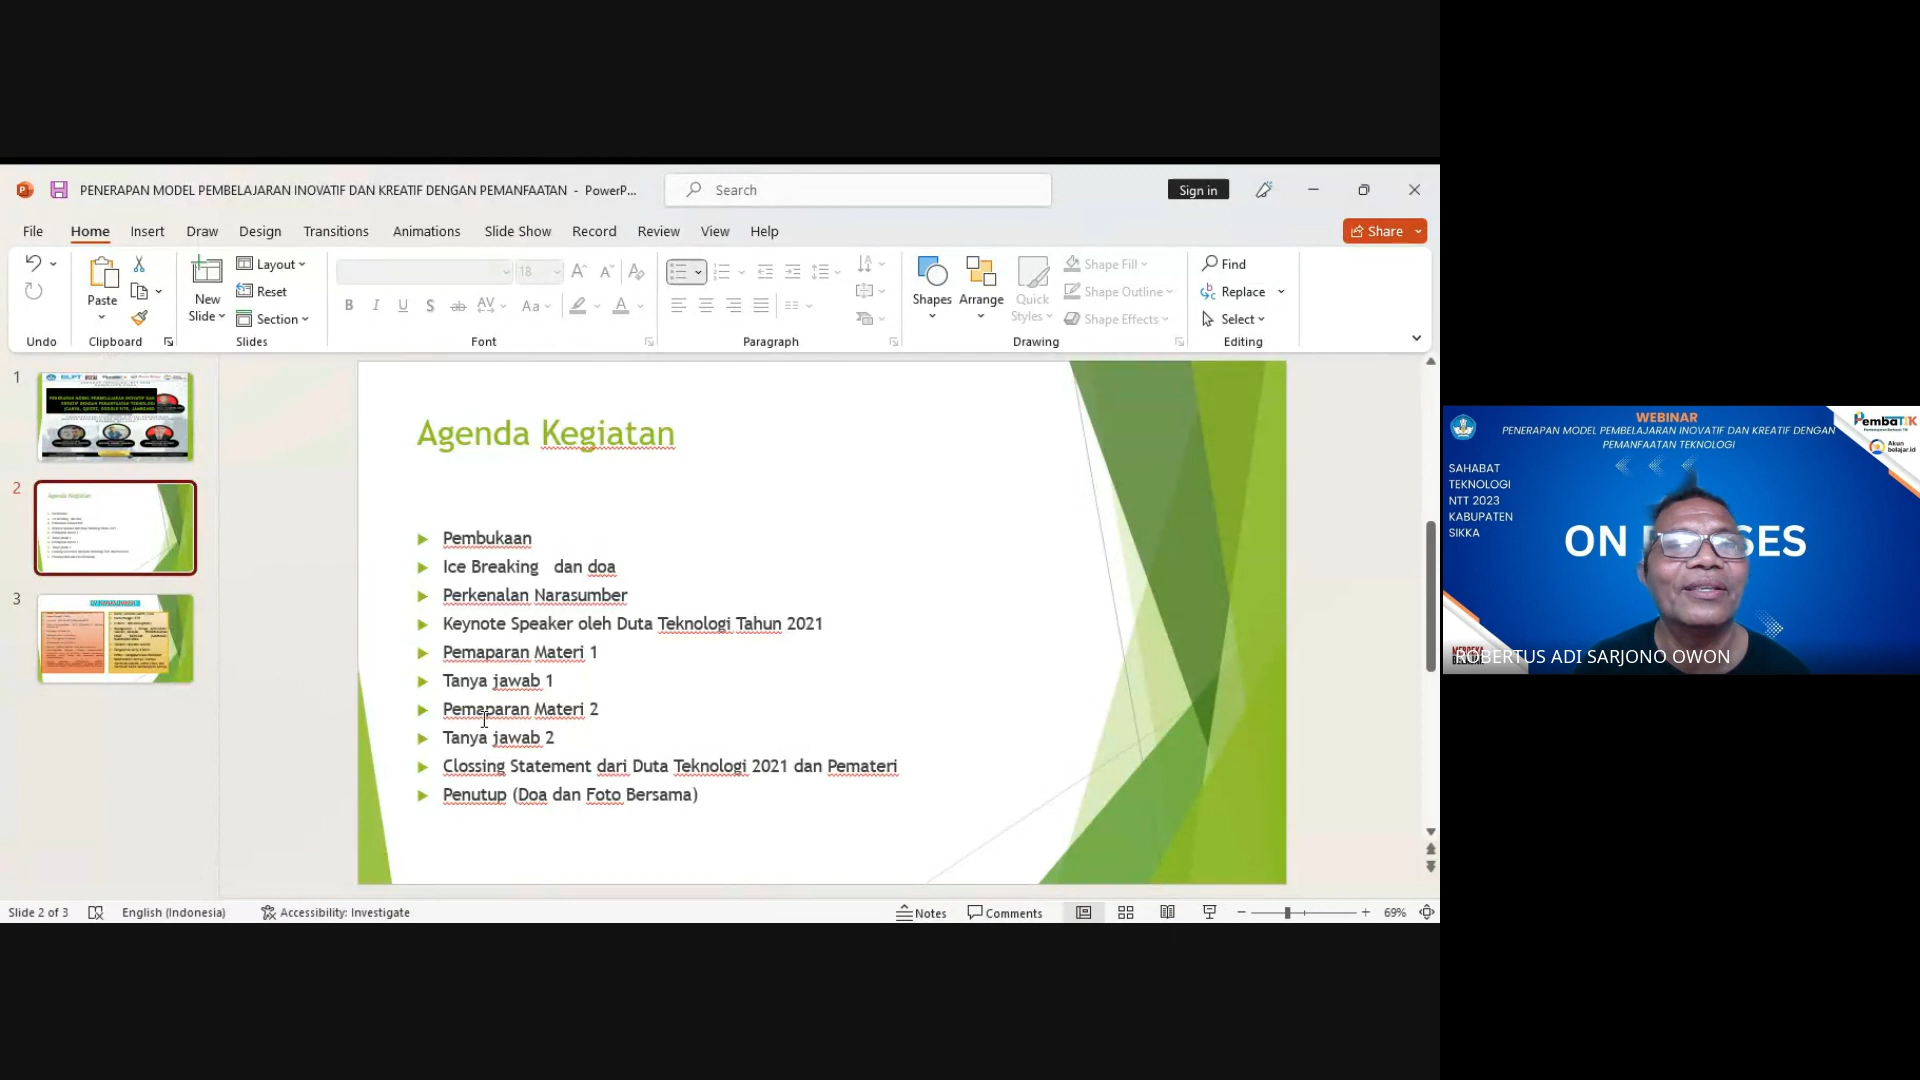 PENERAPAN MODEL PEMBELAJARAN INOVATIF DAN KREATIF DENGAN PEMANFAATAN - PowerP...
Search
Sign in
File
Home
Insert
Draw
Design
Transitions
Animations
Slide Show
Record
Review
View
Help
Share
Paste
New
Slide
Layout
Reset
Section
18
Aa
Shapes
Arrange
Quick
Styles
Shape Fill
Shape Outline
Shape Effects
Find
Replace
Select
Undo
Clipboard
Slides
Font
Paragraph
Drawing
Editing
1
2
3
Agenda Kegiatan
Pembukaan
Ice Breaking dan doa
Perkenalan Narasumber
Keynote Speaker oleh Duta Teknologi Tahun 2021
Pemaparan Materi 1
Tanya jawab 1
Pemaparan Materi 2
Tanya jawab 2
Clossing Statement dari Duta Teknologi 2021 dan Pemateri
Penutup (Doa dan Foto Bersama)
Slide 2 of 3
English (Indonesia)
Accessibility: Investigate
Notes
Comments
69%
WEBINAR
PENERAPAN MODEL PEMBELAJARAN INOVATIF DAN KREATIF DENGAN
PEMANFAATAN TEKNOLOGI
PembaTIK
Akun
belajar.id
SAHABAT
TEKNOLOGI
NTT 2023
KABUPATEN
SIKKA
ON
SES
ROBERTUS ADI SARJONO OWON